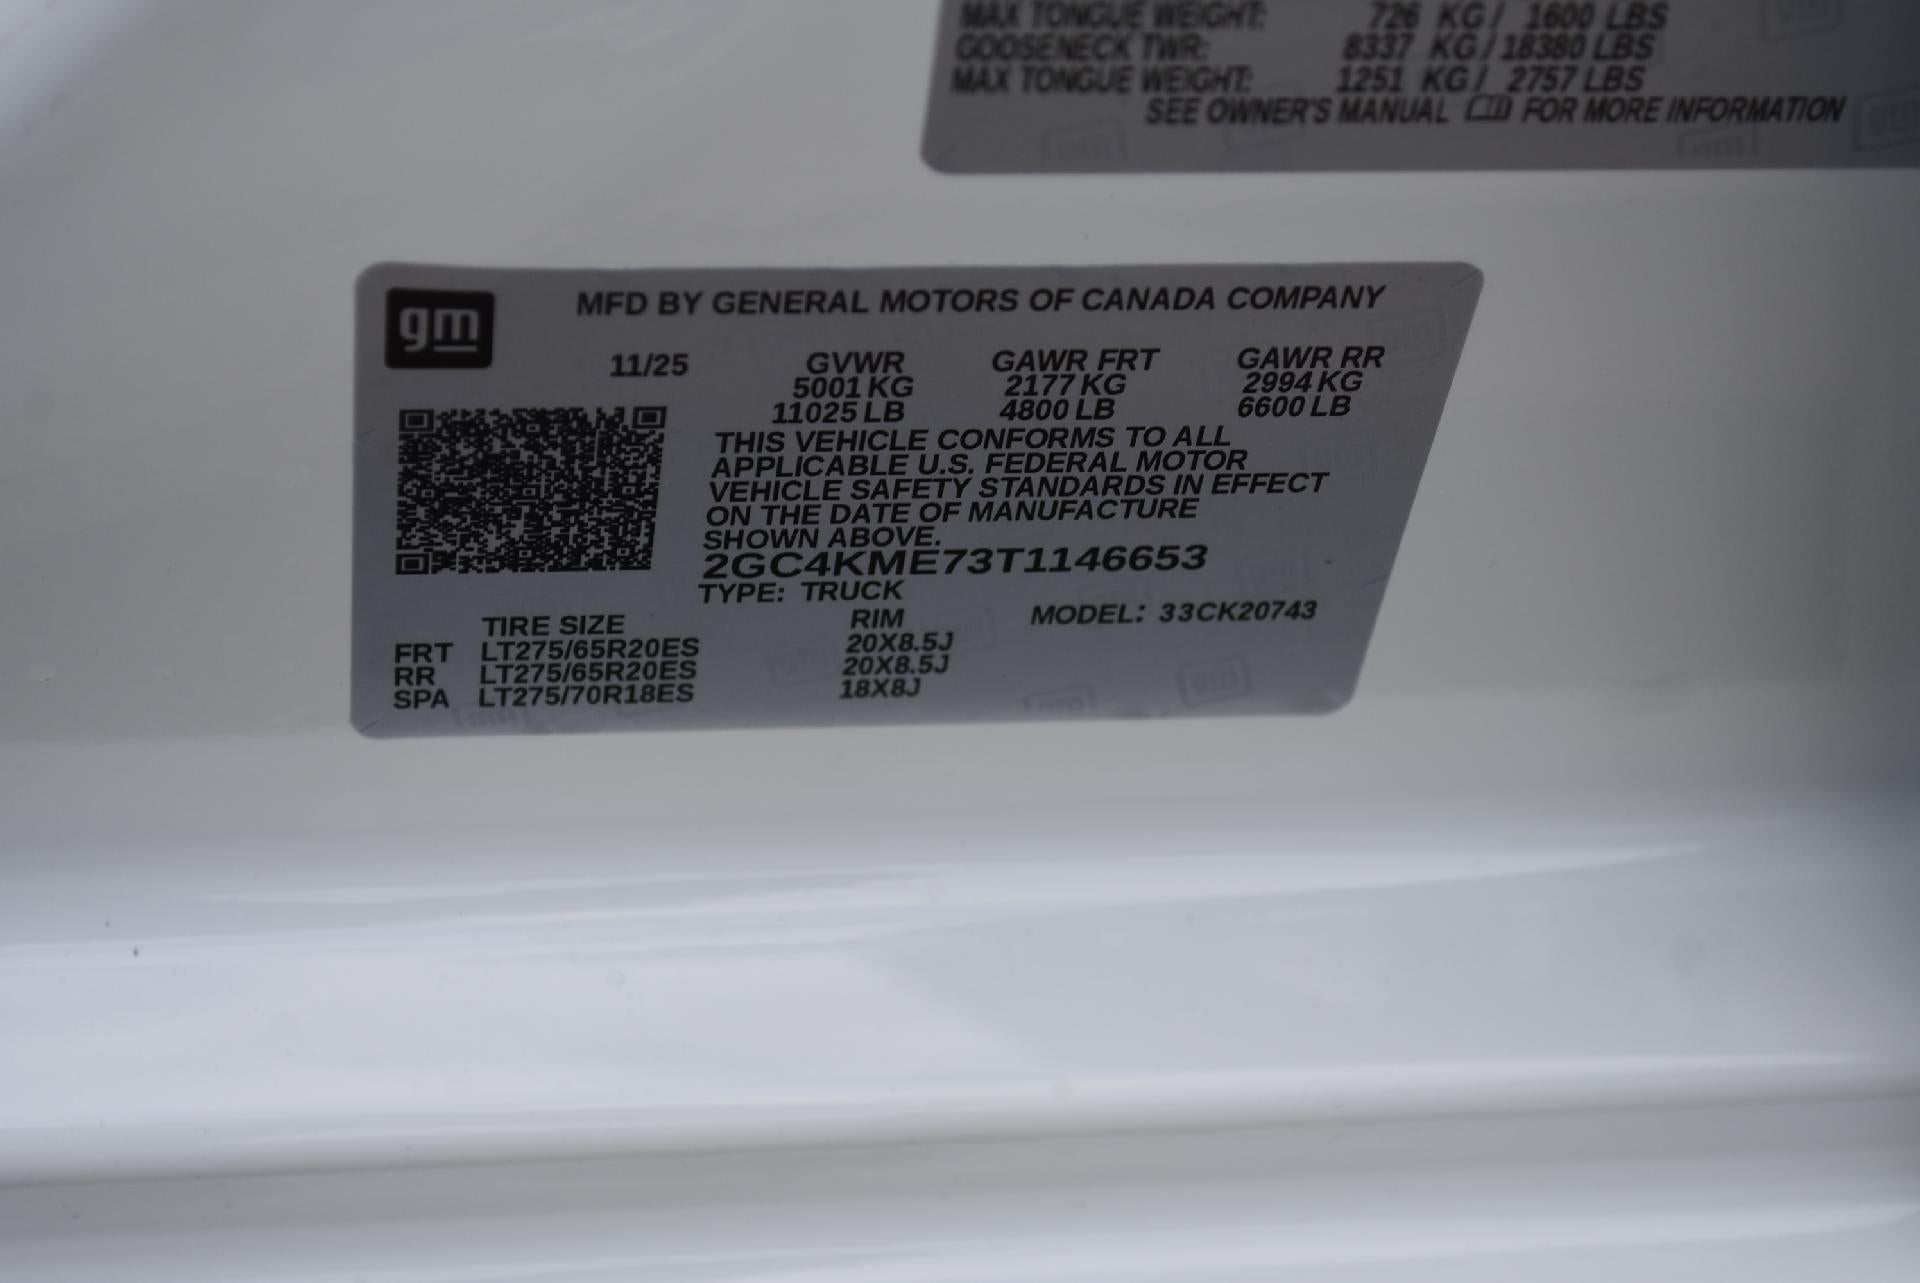 MAX TONGUE WEIGHT: 726 KG / 1600 LBS
GOOSENECK TWR: 8337 KG / 18380 LBS
MAX TONGUE WEIGHT: 1251 KG / 2757 LBS
SEE OWNER'S MANUAL FOR MORE INFORMATION
gm
MFD BY GENERAL MOTORS OF CANADA COMPANY
11/25 GVWR GAWR FRT GAWR RR
5001 KG 2177 KG 2994 KG
11025 LB 4800 LB 6600 LB
THIS VEHICLE CONFORMS TO ALL
APPLICABLE U.S. FEDERAL MOTOR
VEHICLE SAFETY STANDARDS IN EFFECT
ON THE DATE OF MANUFACTURE
SHOWN ABOVE.
2GC4KME73T1146653
TYPE: TRUCK
TIRE SIZE RIM MODEL: 33CK20743
FRT LT275/65R20ES 20X8.5J
RR LT275/65R20ES 20X8.5J
SPA LT275/70R18ES 18X8J